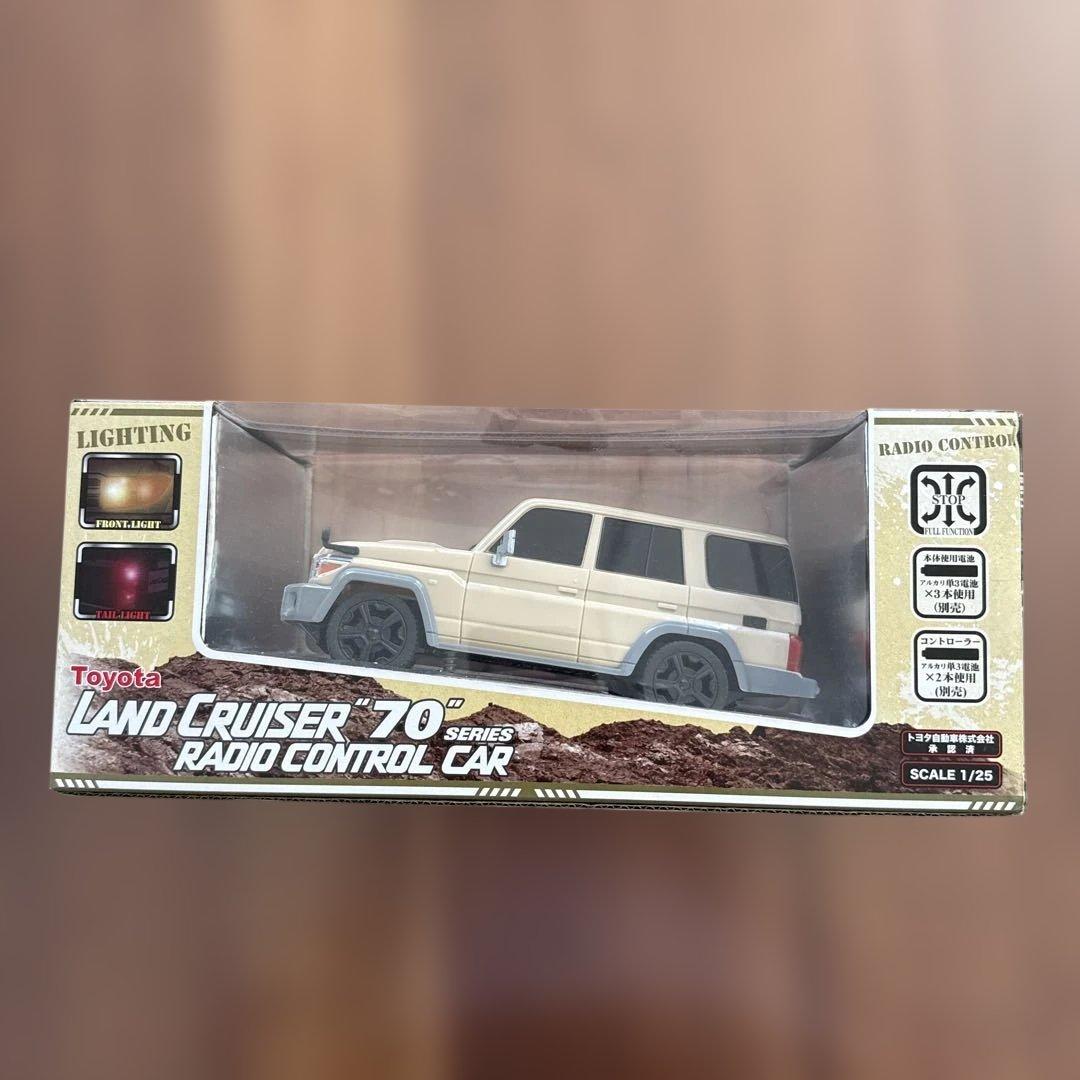 LIGHTING
FRONT LIGHT
TAIL LIGHT
Toyota
LAND CRUISER "70" SERIES
RADIO CONTROL CAR
RADIO CONTROL
STOP
FULL FUNCTION
本体使用電池
アルカリ単3電池
×3本使用
(別売)
コントローラー
アルカリ単3電池
×2本使用
(別売)
トヨタ自動車株式会社
承認済
SCALE 1/25